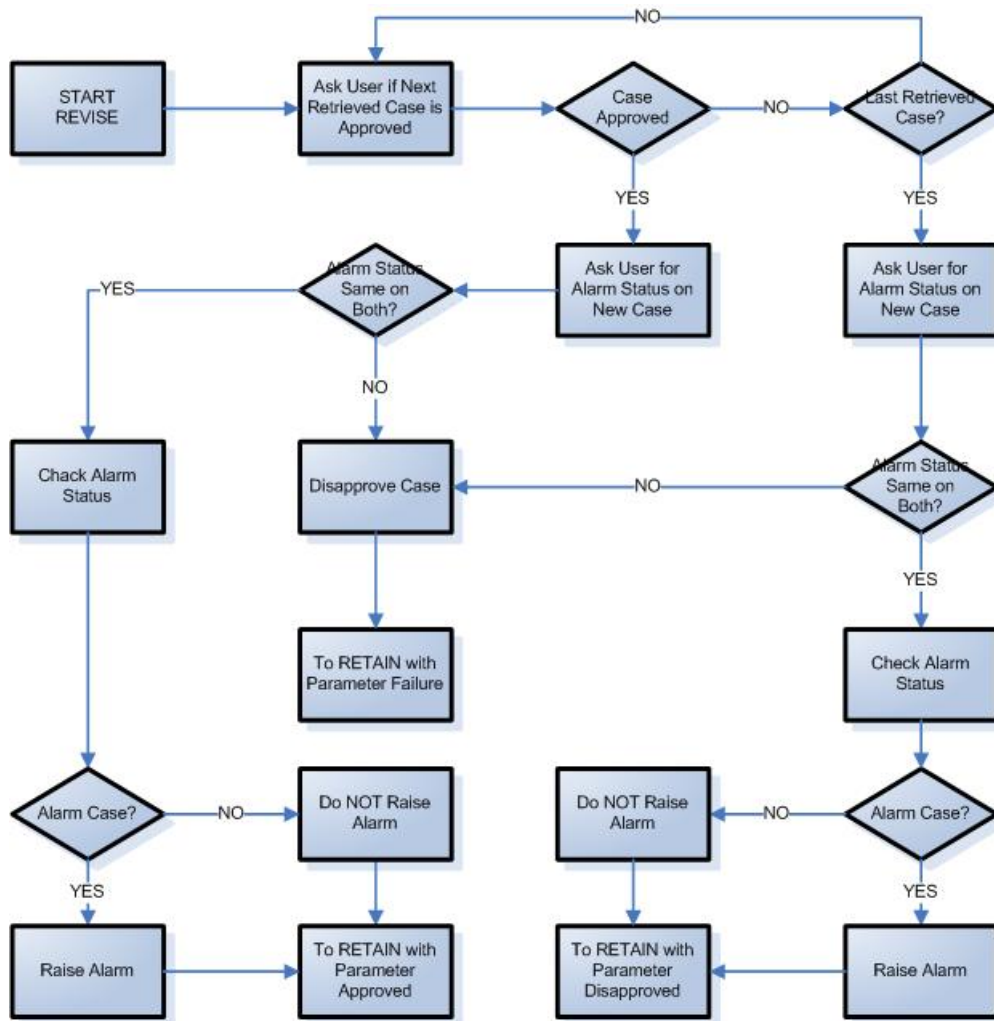 NO
START
REVISE
Ask User if Next
Retrieved Case is
Approved
Case
Approved
NO
Last Retrieved
Case?
YES
YES
YES
Alarm Status
Same on
Both?
Ask User for
Alarm Status on
New Case
Ask User for
Alarm Status on
New Case
NO
Chack Alarm
Status
Disapprove Case
NO
Alarm Status
Same on
Both?
YES
To RETAIN with
Parameter Failure
Check Alarm
Status
Alarm Case?
NO
Do NOT Raise
Alarm
Do NOT Raise
Alarm
NO
Alarm Case?
YES
YES
Raise Alarm
To RETAIN with
Parameter
Approved
To RETAIN with
Parameter
Disapproved
Raise Alarm